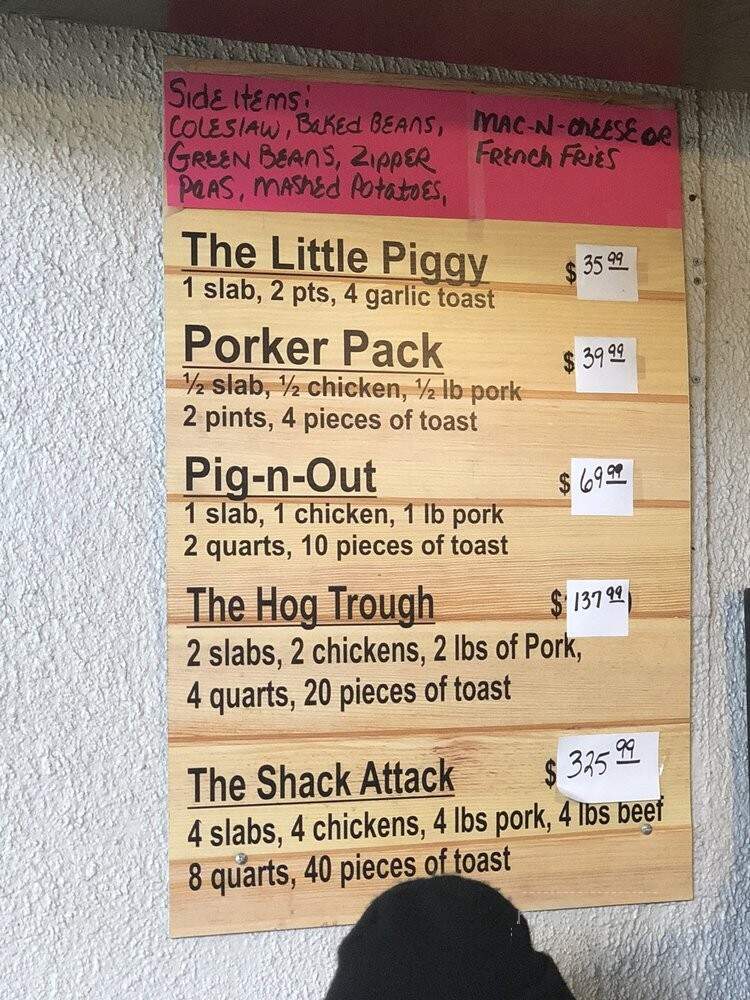 SIDE ITEMS:
COLESLAW, BAKED BEANS,
GREEN BEANS, ZIPPER
PEAS, MASHED POTATOES,
MAC-N-CHEESE OR
FRENCH FRIES
The Little Piggy $ 35 99
1 slab, 2 pts, 4 garlic toast
Porker Pack $ 39 99
½ slab, ½ chicken, ½ lb pork
2 pints, 4 pieces of toast
Pig-n-Out $ 69 99
1 slab, 1 chicken, 1 lb pork
2 quarts, 10 pieces of toast
The Hog Trough $ 137 99
2 slabs, 2 chickens, 2 lbs of Pork,
4 quarts, 20 pieces of toast
The Shack Attack $ 325 99
4 slabs, 4 chickens, 4 lbs pork, 4 lbs beef
8 quarts, 40 pieces of toast